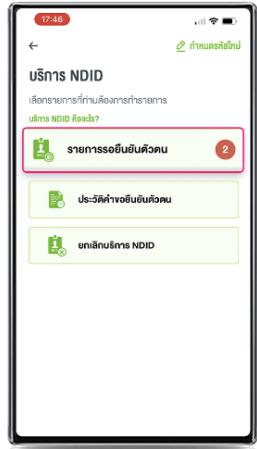 17:46
กำหนดรหัสใหม่
บริการ NDID
เลือกรายการที่ท่านต้องการทำรายการ
บริการ NDID คืออะไร?
รายการรอยืนยันตัวตน 2
ประวัติคำขอยืนยันตัวตน
ยกเลิกบริการ NDID